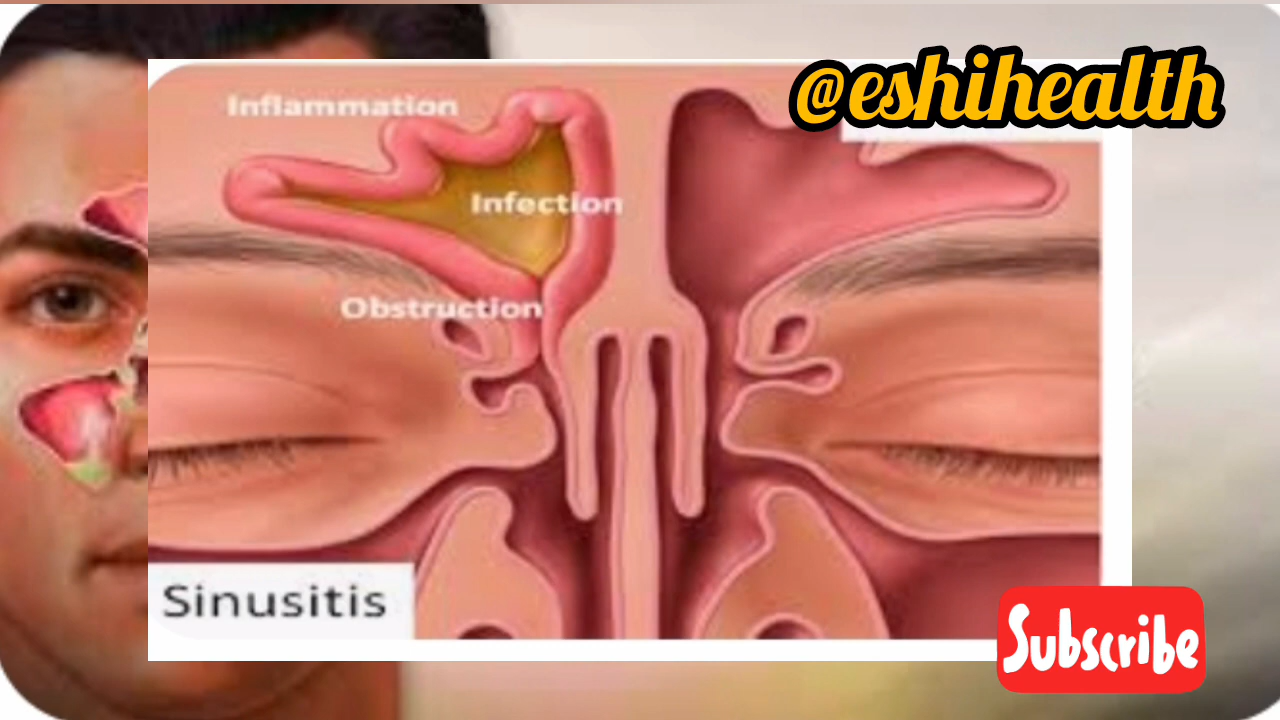 @eshihealth
Inflammation
Infection
Obstruction
Sinusitis
Subscribe